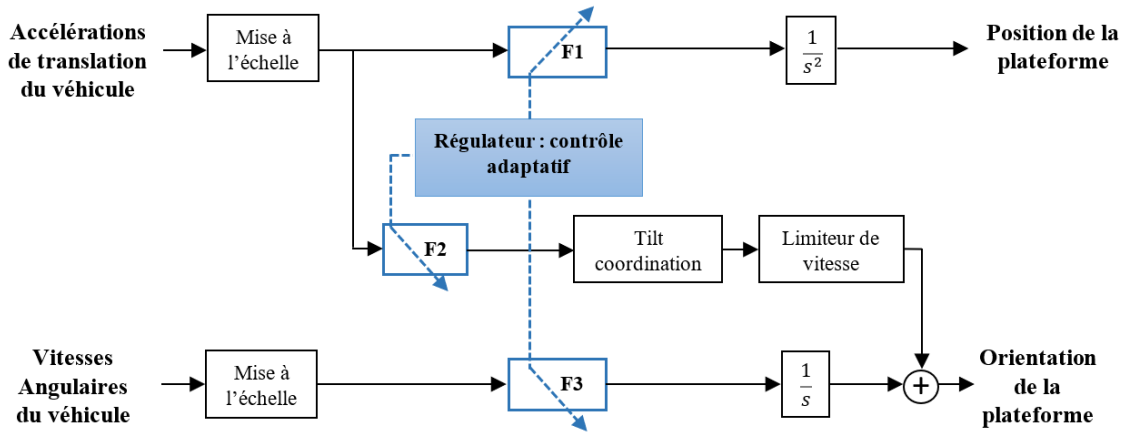 Accélérations
de translation
du véhicule
Mise à
l'échelle
F1
1
s²
Position de la
plateforme
Régulateur : contrôle
adaptatif
F2
Tilt
coordination
Limiteur de
vitesse
Vitesses
Angulaires
du véhicule
Mise à
l'échelle
F3
1
s
+
Orientation
de la
plateforme